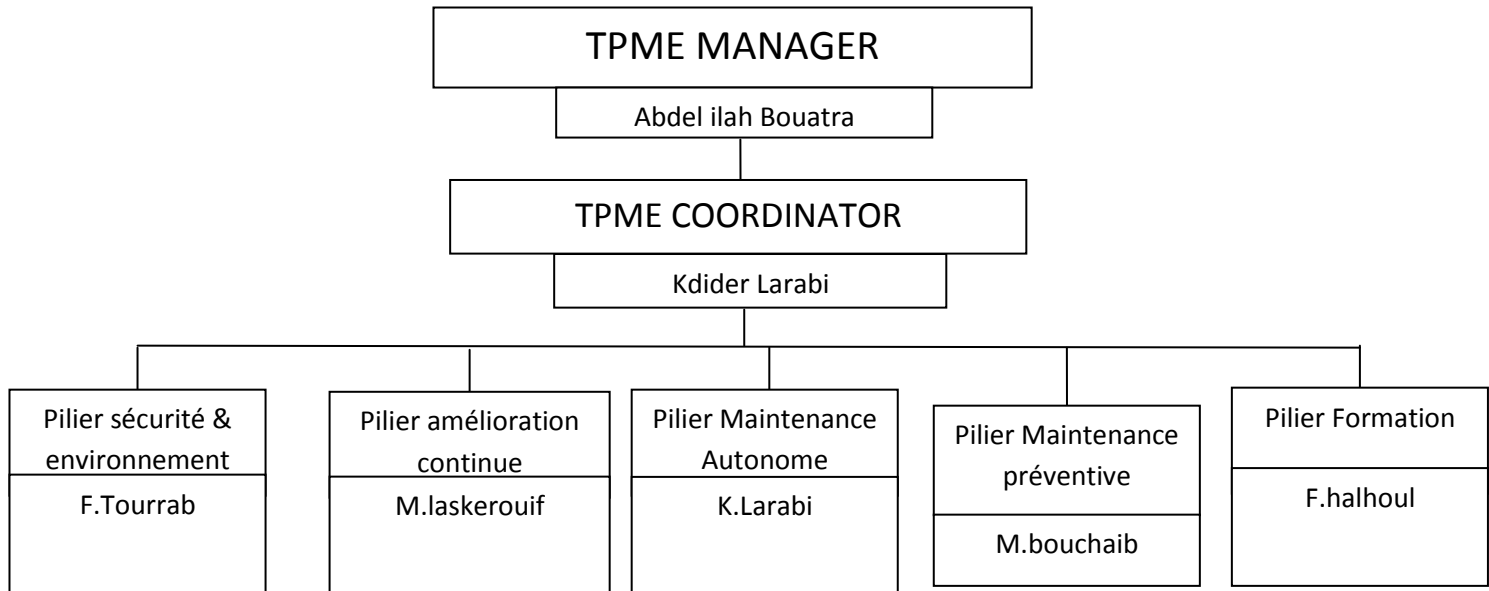 TPME MANAGER
Abdel ilah Bouatra
TPME COORDINATOR
Kdider Larabi
Pilier sécurité &
environnement
F.Tourrab
Pilier amélioration
continue
M.laskerouif
Pilier Maintenance
Autonome
K.Larabi
Pilier Maintenance
préventive
M.bouchaib
Pilier Formation
F.halhoul